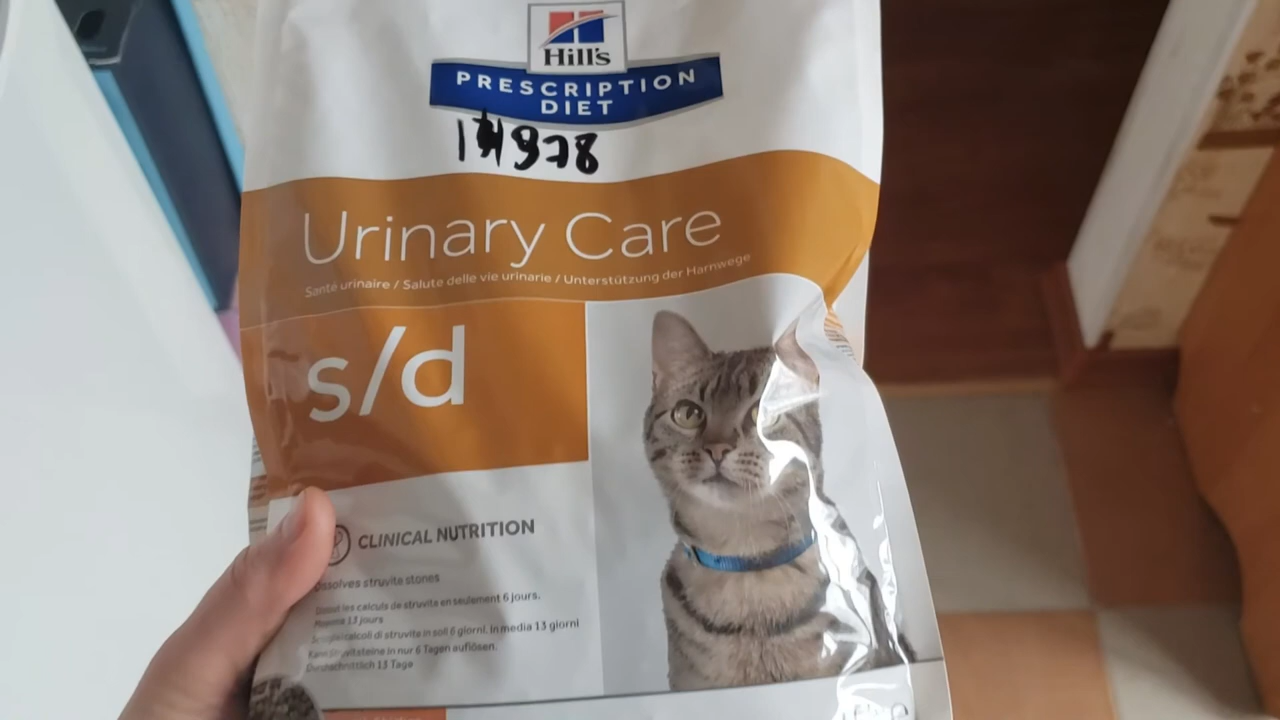 Hill's
PRESCRIPTION
DIET
Urinary Care
Santé urinaire / Salute delle vie urinarie / Unterstützung der Harnwege
s/d
CLINICAL NUTRITION
struvite stones
les calculs de struvite en seulement 6 jours.
13 jours
calcoli di struvite in soli 6 giorni, in media 13 giorni
in nur 6 Tagen auflösen.
Durchschnittlich 13 Tage